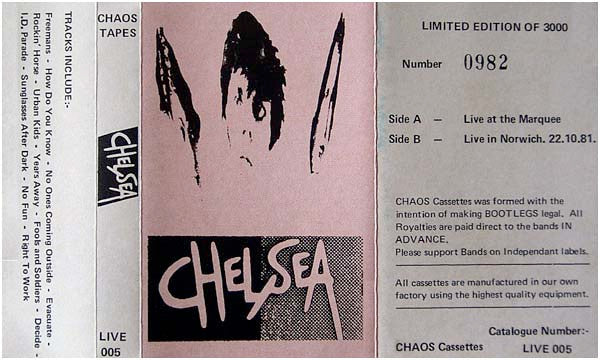 TRACKS INCLUDE:-
Freemans - How Do You Know - No Ones Coming Outside - Evacuate -
Rockin' Horse - Urban Kids - Years Away - Fools and Soldiers - Decide -
I.D. Parade - Sunglasses After Dark - No Fun - Right To Work
CHAOS
TAPES
CHELSEA
LIVE
005
CHELSEA
LIMITED EDITION OF 3000
Number 0982
Side A — Live at the Marquee
Side B — Live in Norwich. 22.10.81.
CHAOS Cassettes was formed with the
intention of making BOOTLEGS legal. All
Royalties are paid direct to the bands IN
ADVANCE.
Please support Bands on Independant labels.
All cassettes are manufactured in our own
factory using the highest quality equipment.
Catalogue Number:-
CHAOS Cassettes LIVE 005